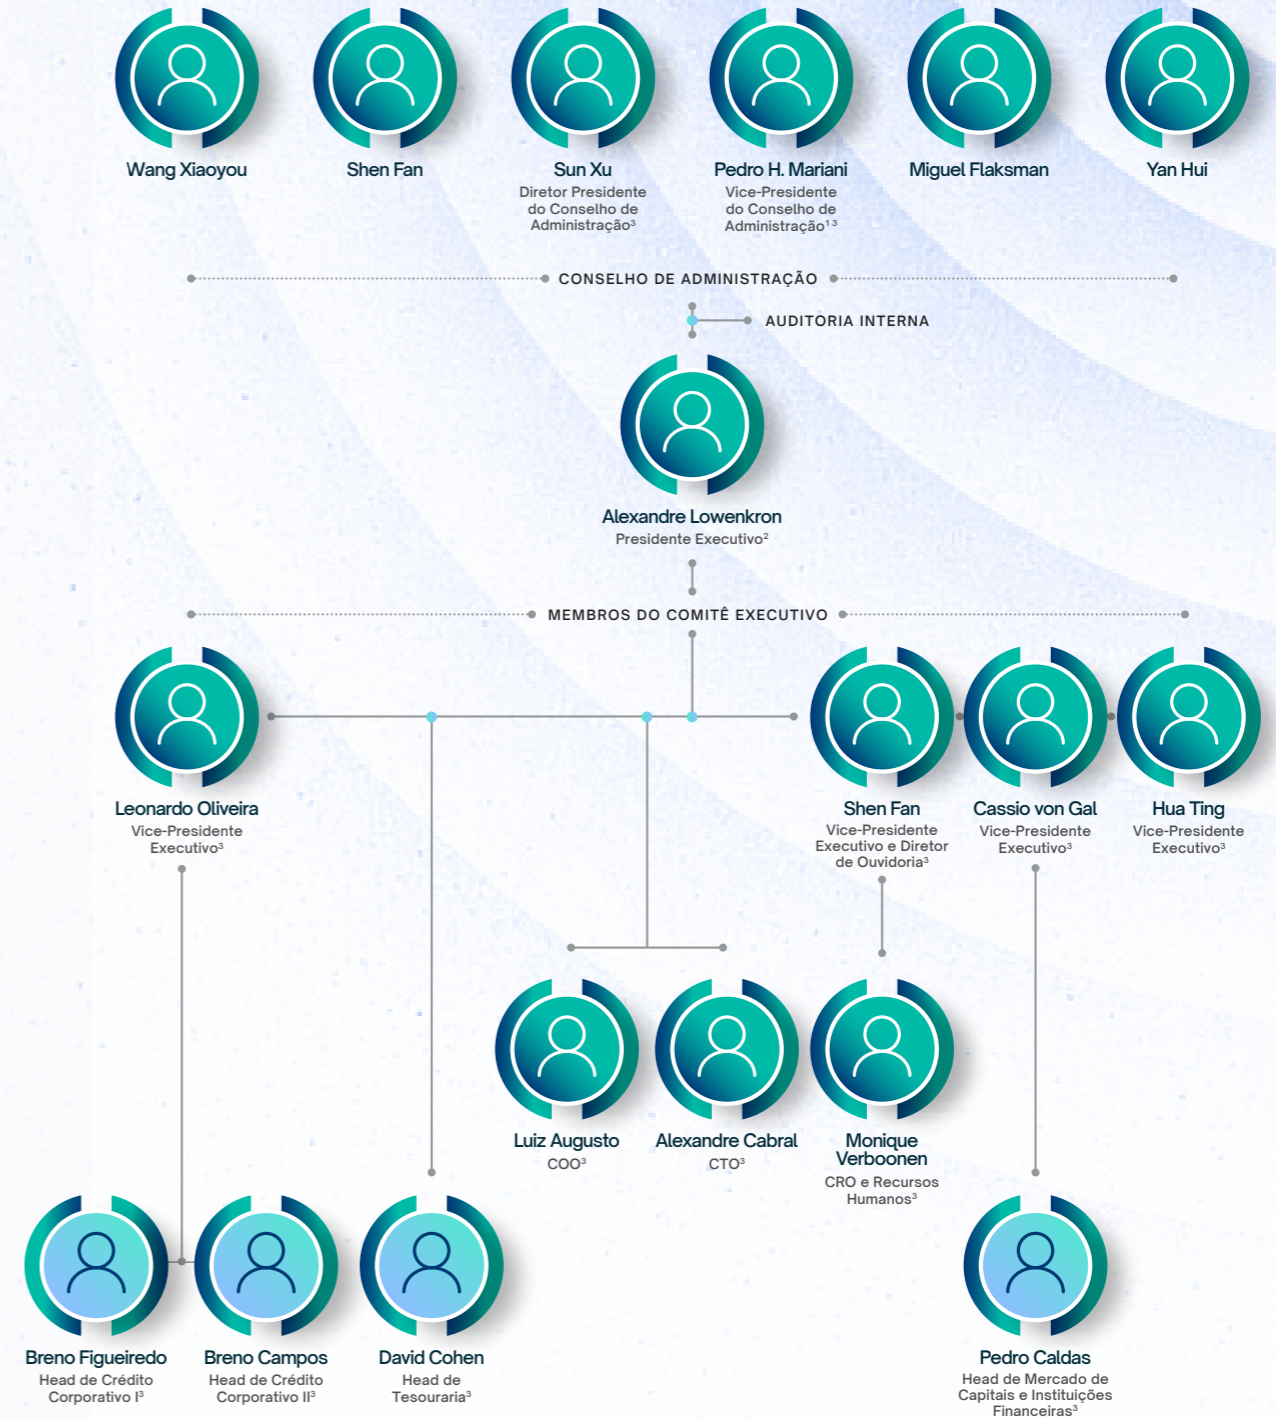 Wang Xiaoyou
Shen Fan
Sun Xu
Diretor Presidente
do Conselho de
Administração³
Pedro H. Mariani
Vice-Presidente
do Conselho de
Administração¹ ³
Miguel Flaksman
Yan Hui
CONSELHO DE ADMINISTRAÇÃO
AUDITORIA INTERNA
Alexandre Lowenkron
Presidente Executivo²
MEMBROS DO COMITÊ EXECUTIVO
Leonardo Oliveira
Vice-Presidente
Executivo³
Shen Fan
Vice-Presidente
Executivo e Diretor
de Ouvidoria³
Cassio von Gal
Vice-Presidente
Executivo³
Hua Ting
Vice-Presidente
Executivo³
Luiz Augusto
COO³
Alexandre Cabral
CTO³
Monique
Verboonen
CRO e Recursos
Humanos³
Breno Figueiredo
Head de Crédito
Corporativo I³
Breno Campos
Head de Crédito
Corporativo II³
David Cohen
Head de
Tesouraria³
Pedro Caldas
Head de Mercado de
Capitais e Instituições
Financeiras³